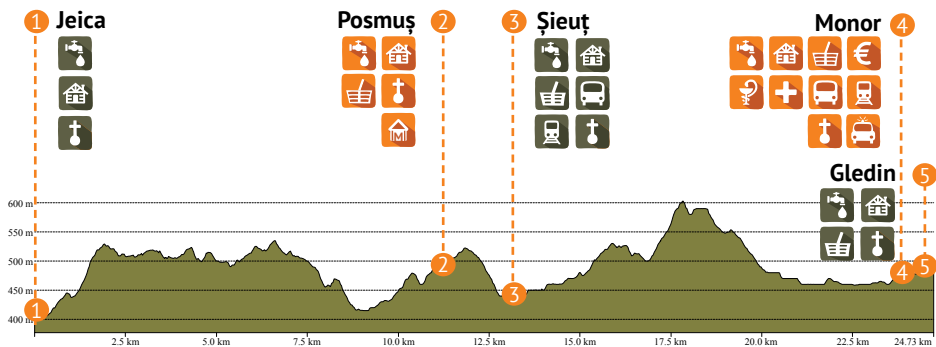 1 Jeica
Posmuș 2
3 Șieuț
Monor 4
€
M
Gledin 5
600 m
550 m
500 m
450 m
400 m
1
2
3
4
5
2.5 km 5.0 km 7.5 km 10.0 km 12.5 km 15.0 km 17.5 km 20.0 km 22.5 km 24.73 km